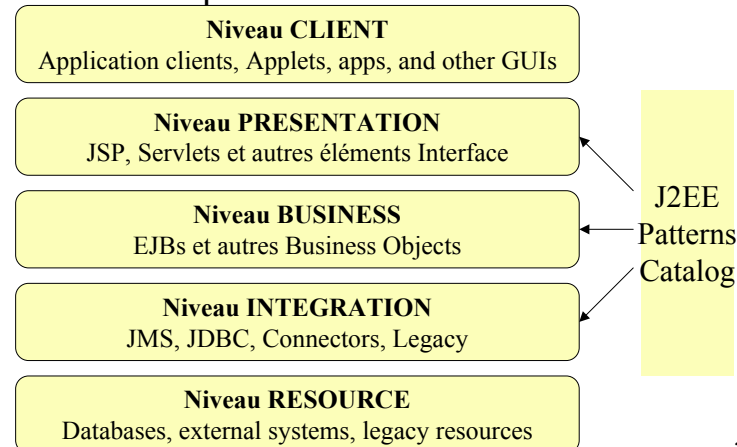 Niveau CLIENT
Application clients, Applets, apps, and other GUIs
Niveau PRESENTATION
JSP, Servlets et autres éléments Interface
Niveau BUSINESS
EJBs et autres Business Objects
Niveau INTEGRATION
JMS, JDBC, Connectors, Legacy
Niveau RESOURCE
Databases, external systems, legacy resources
J2EE
Patterns
Catalog